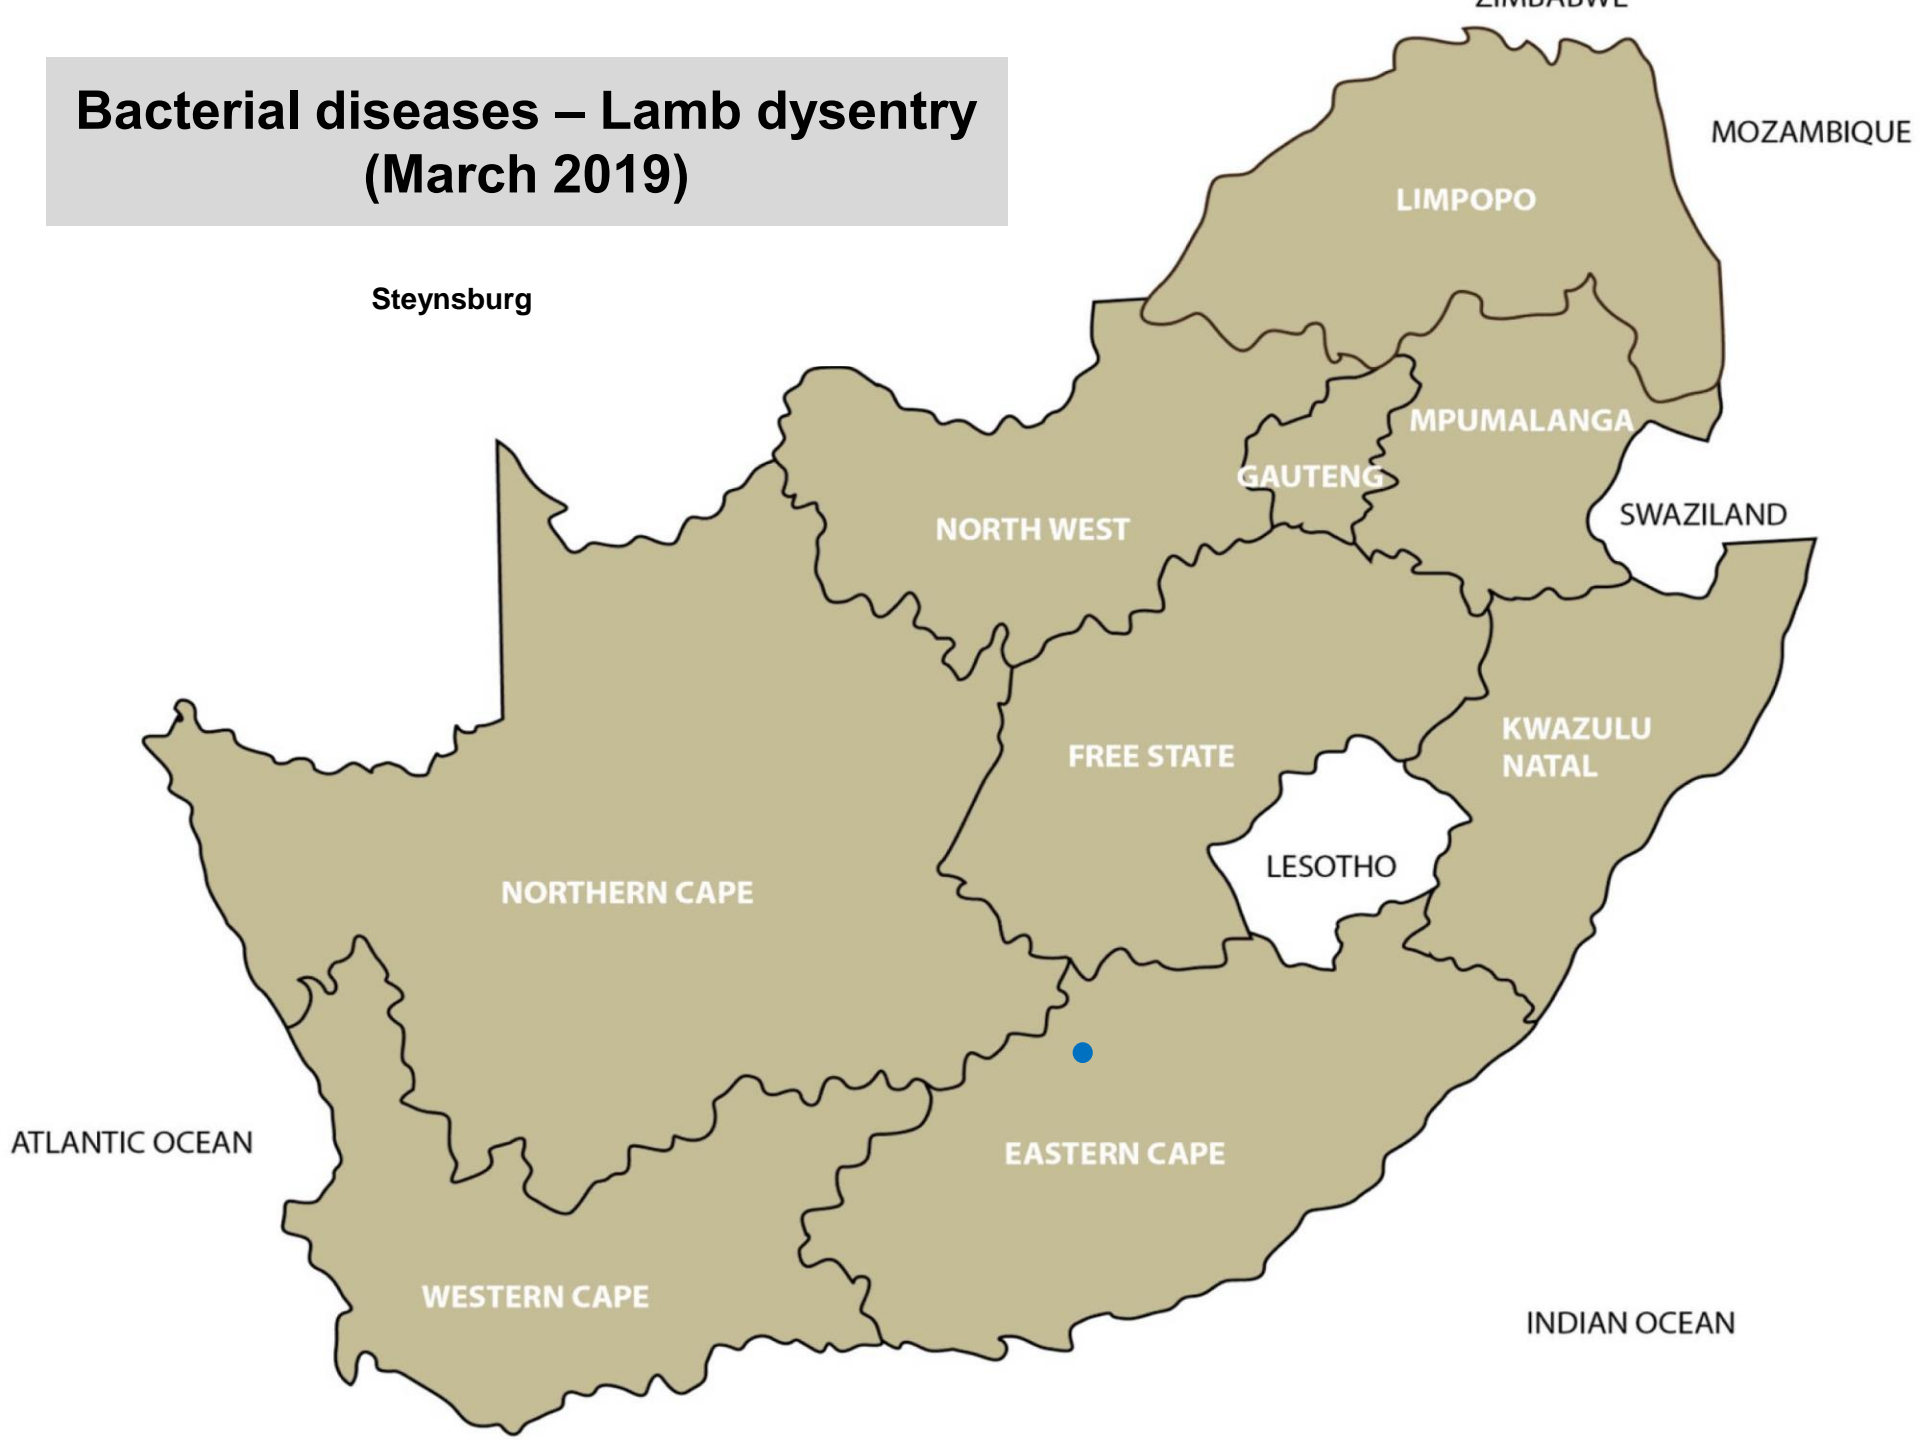 ZIMBABWE
Bacterial diseases – Lamb dysentry
(March 2019)
MOZAMBIQUE
LIMPOPO
Steynsburg
MPUMALANGA
GAUTENG
SWAZILAND
NORTH WEST
KWAZULU
NATAL
FREE STATE
LESOTHO
NORTHERN CAPE
ATLANTIC OCEAN
EASTERN CAPE
WESTERN CAPE
INDIAN OCEAN